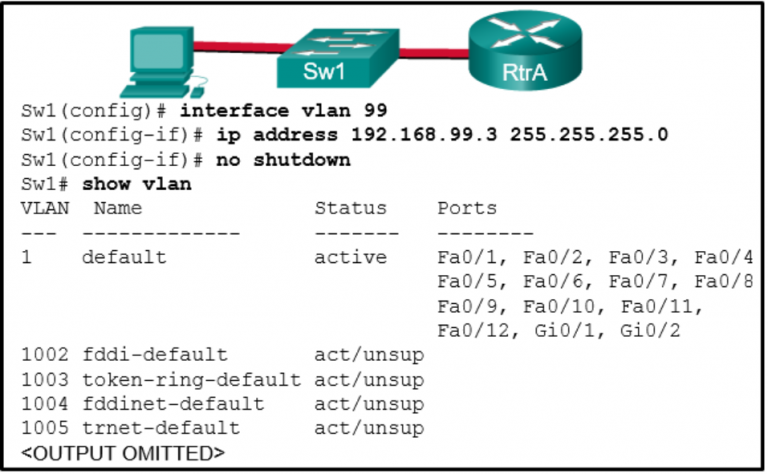 Sw1
RtrA
Sw1(config)# interface vlan 99
Sw1(config-if)# ip address 192.168.99.3 255.255.255.0
Sw1(config-if)# no shutdown
Sw1# show vlan
VLAN Name Status Ports
--- ------------- ------- --------
1 default active Fa0/1, Fa0/2, Fa0/3, Fa0/4
Fa0/5, Fa0/6, Fa0/7, Fa0/8
Fa0/9, Fa0/10, Fa0/11,
Fa0/12, Gi0/1, Gi0/2
1002 fddi-default act/unsup
1003 token-ring-default act/unsup
1004 fddinet-default act/unsup
1005 trnet-default act/unsup
<OUTPUT OMITTED>